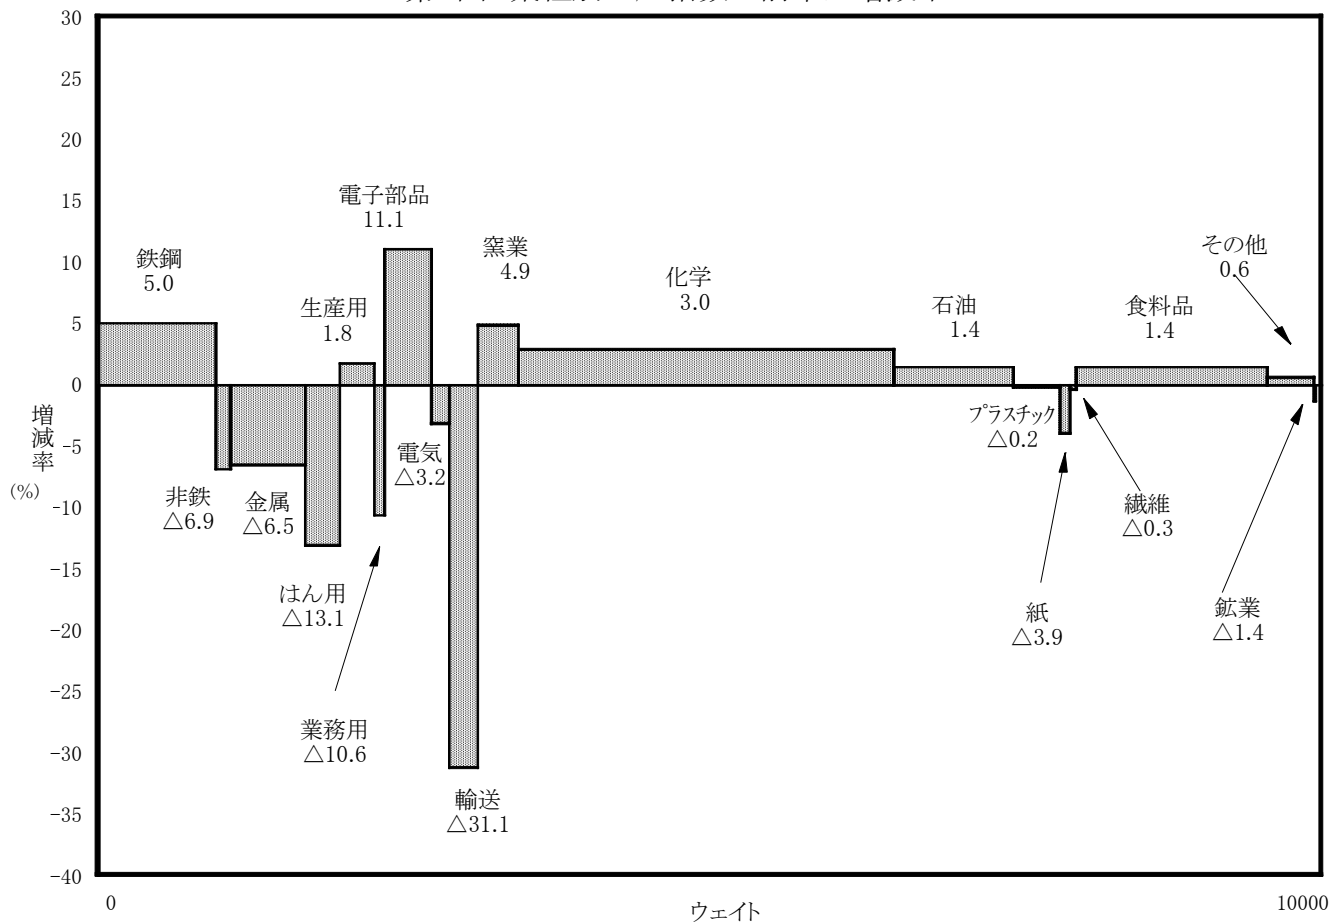 30
25
20
15
10
5
0
-5
-10
-15
-20
-25
-30
-35
-40
増減率
(%)
鉄鋼
5.0
非鉄
△6.9
金属
△6.5
はん用
△13.1
生産用
1.8
業務用
△10.6
電子部品
11.1
電気
△3.2
輸送
△31.1
窯業
4.9
化学
3.0
石油
1.4
プラスチック
△0.2
紙
△3.9
繊維
△0.3
食料品
1.4
その他
0.6
鉱業
△1.4
0
ウェイト
10000